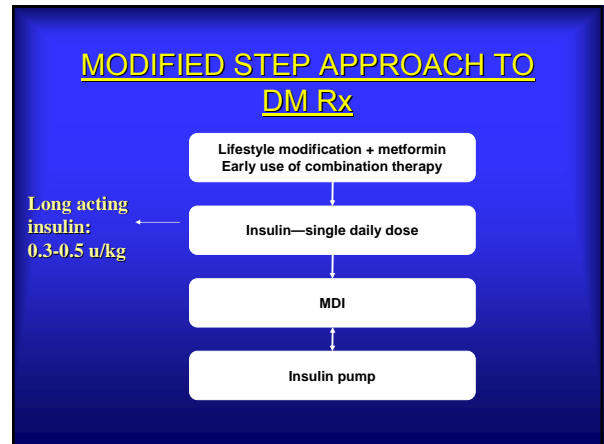 MODIFIED STEP APPROACH TO
DM Rx
Lifestyle modification + metformin
Early use of combination therapy
Long acting
insulin:
0.3-0.5 u/kg
Insulin—single daily dose
MDI
Insulin pump